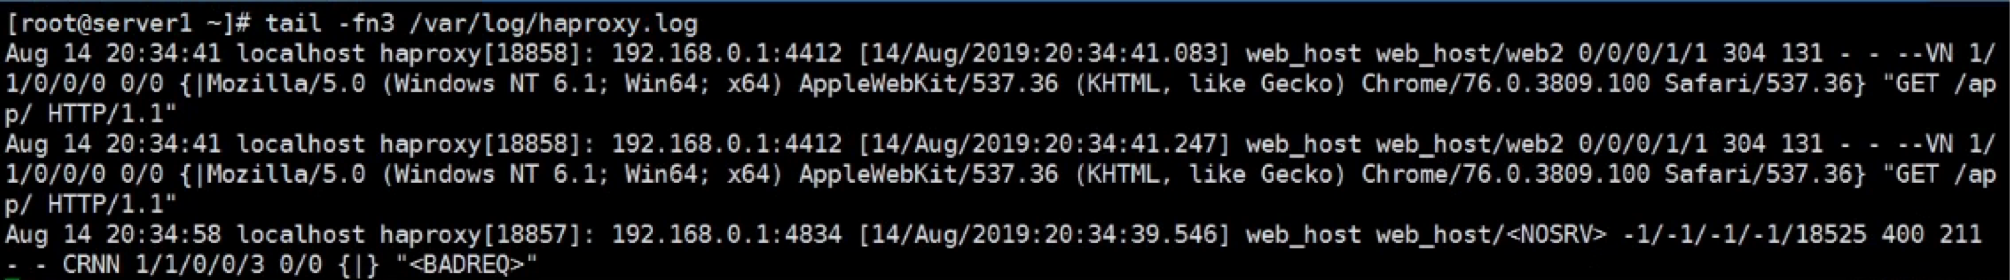 [root@server1 ~]# tail -fn3 /var/log/haproxy.log
Aug 14 20:34:41 localhost haproxy[18858]: 192.168.0.1:4412 [14/Aug/2019:20:34:41.083] web_host web_host/web2 0/0/0/1/1 304 131 - - --VN 1/
1/0/0/0 0/0 {|Mozilla/5.0 (Windows NT 6.1; Win64; x64) AppleWebKit/537.36 (KHTML, like Gecko) Chrome/76.0.3809.100 Safari/537.36} "GET /ap
p/ HTTP/1.1"
Aug 14 20:34:41 localhost haproxy[18858]: 192.168.0.1:4412 [14/Aug/2019:20:34:41.247] web_host web_host/web2 0/0/0/1/1 304 131 - - --VN 1/
1/0/0/0 0/0 {|Mozilla/5.0 (Windows NT 6.1; Win64; x64) AppleWebKit/537.36 (KHTML, like Gecko) Chrome/76.0.3809.100 Safari/537.36} "GET /ap
p/ HTTP/1.1"
Aug 14 20:34:58 localhost haproxy[18857]: 192.168.0.1:4834 [14/Aug/2019:20:34:39.546] web_host web_host/<NOSRV> -1/-1/-1/-1/18525 400 211
- - CRNN 1/1/0/0/3 0/0 {|} "<BADREQ>"